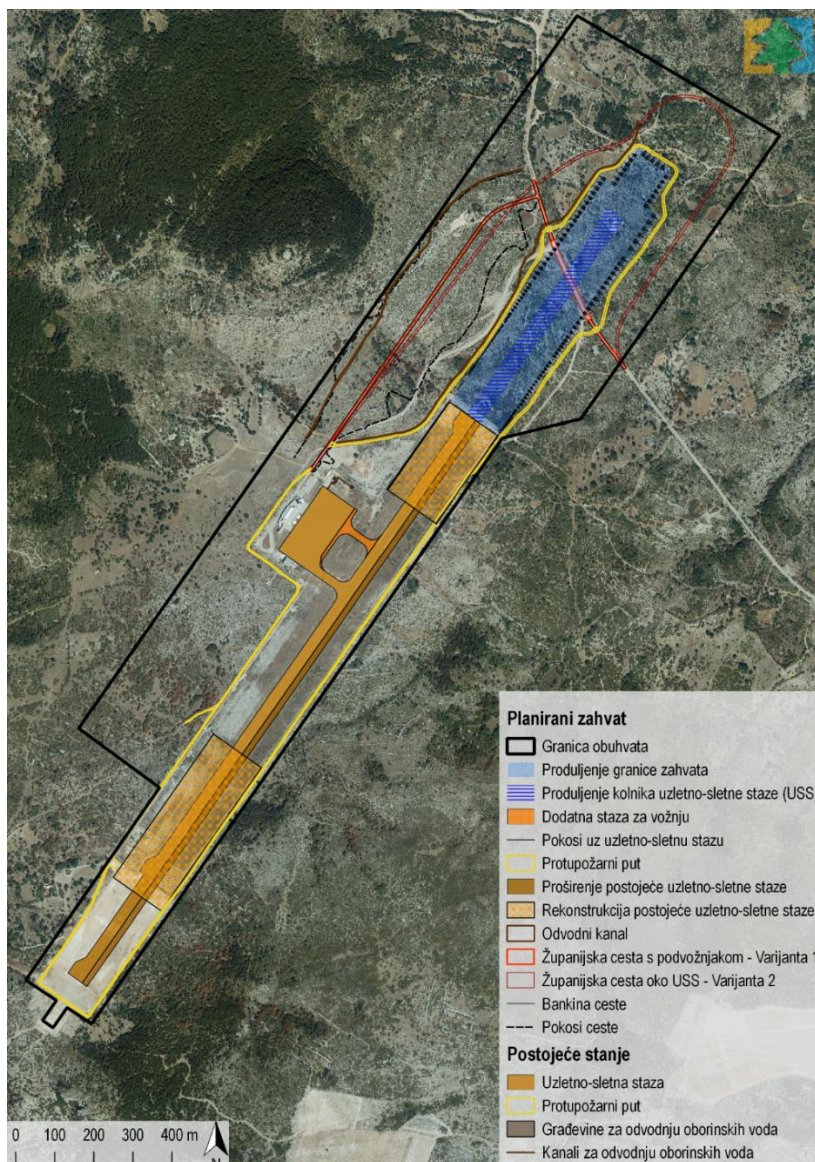 Planirani zahvat
Granica obuhvata
Produljenje granice zahvata
Produljenje kolnika uzletno-sletne staze (USS)
Dodatna staza za vožnju
Pokosi uz uzletno-sletnu stazu
Protupožarni put
Proširenje postojeće uzletno-sletne staze
Rekonstrukcija postojeće uzletno-sletne staze
Odvodni kanal
Županijska cesta s podvožnjakom - Varijanta 1
Županijska cesta oko USS - Varijanta 2
Bankina ceste
Pokosi ceste
Postojeće stanje
Uzletno-sletna staza
Protupožarni put
Građevine za odvodnju oborinskih voda
Kanali za odvodnju oborinskih voda
0 100 200 300 400 m
N